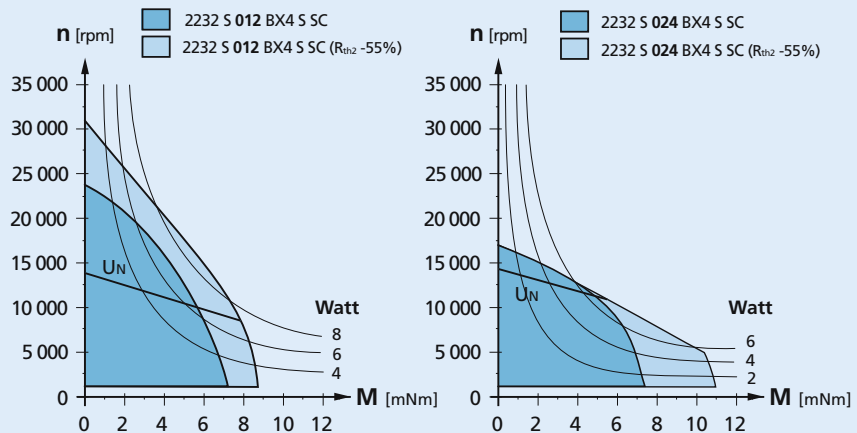 n [rpm]
2232 S 012 BX4 S SC
2232 S 012 BX4 S SC (Rth2 -55%)
35 000
30 000
25 000
20 000
15 000
10 000
5 000
0
UN
Watt
8
6
4
0 2 4 6 8 10 12
M [mNm]
n [rpm]
2232 S 024 BX4 S SC
2232 S 024 BX4 S SC (Rth2 -55%)
35 000
30 000
25 000
20 000
15 000
10 000
5 000
0
UN
Watt
6
4
2
0 2 4 6 8 10 12
M [mNm]